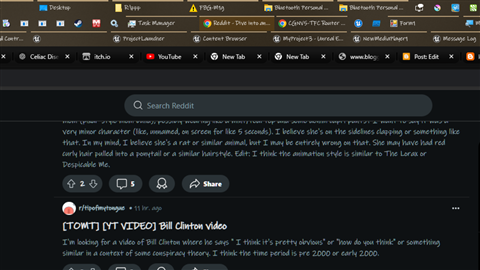 Desktop
Bluetooth Personal ...
Bluetooth Personal ...
Task Manager
Reddit - Dive into an...
Form1
ProjectLauncher
Content Browser
MyProject3 - Unreal E...
NewMediaPlayer1
Message Log
Celiac Dise
itch.io
YouTube
New Tab
New Tab
www.blog
Post: Edit
Search Reddit
very minor character (like, unnamed, on screen for like 5 seconds). I believe she's on the sidelines clapping or something like
that. In my mind, I believe she's a rat or similar animal, but I may be entirely wrong on that. She may have had red
curly hair pulled into a ponytail or a similar hairstyle. Edit: I think the animation style is similar to The Lorax or
Despicable Me.
2
5
Share
r/tipofmytongue • 11 hr. ago
[TOMT] [YT VIDEO] Bill Clinton video
I'm looking for a video of Bill Clinton where he says " I think it's pretty obvious" or "how do you think" or something
similar in a context of some conspiracy theory, I think the time period is pre 2000 or early 2000.